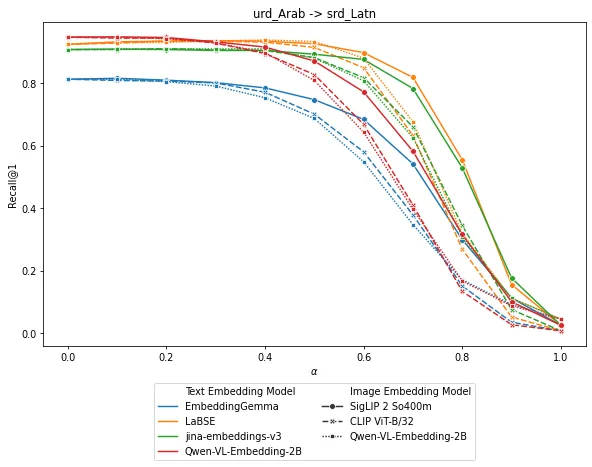 urd_Arab -> srd_Latn
Recall@1
0.8
0.6
0.4
0.2
0.0
0.0 0.2 0.4 0.6 0.8 1.0
α
Text Embedding Model
EmbeddingGemma
LaBSE
jina-embeddings-v3
Qwen-VL-Embedding-2B
Image Embedding Model
SigLIP 2 So400m
CLIP ViT-B/32
Qwen-VL-Embedding-2B